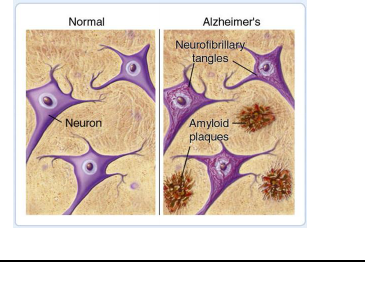 Normal
Alzheimer's
Neurofibrillary
tangles
Neuron
Amyloid
plaques